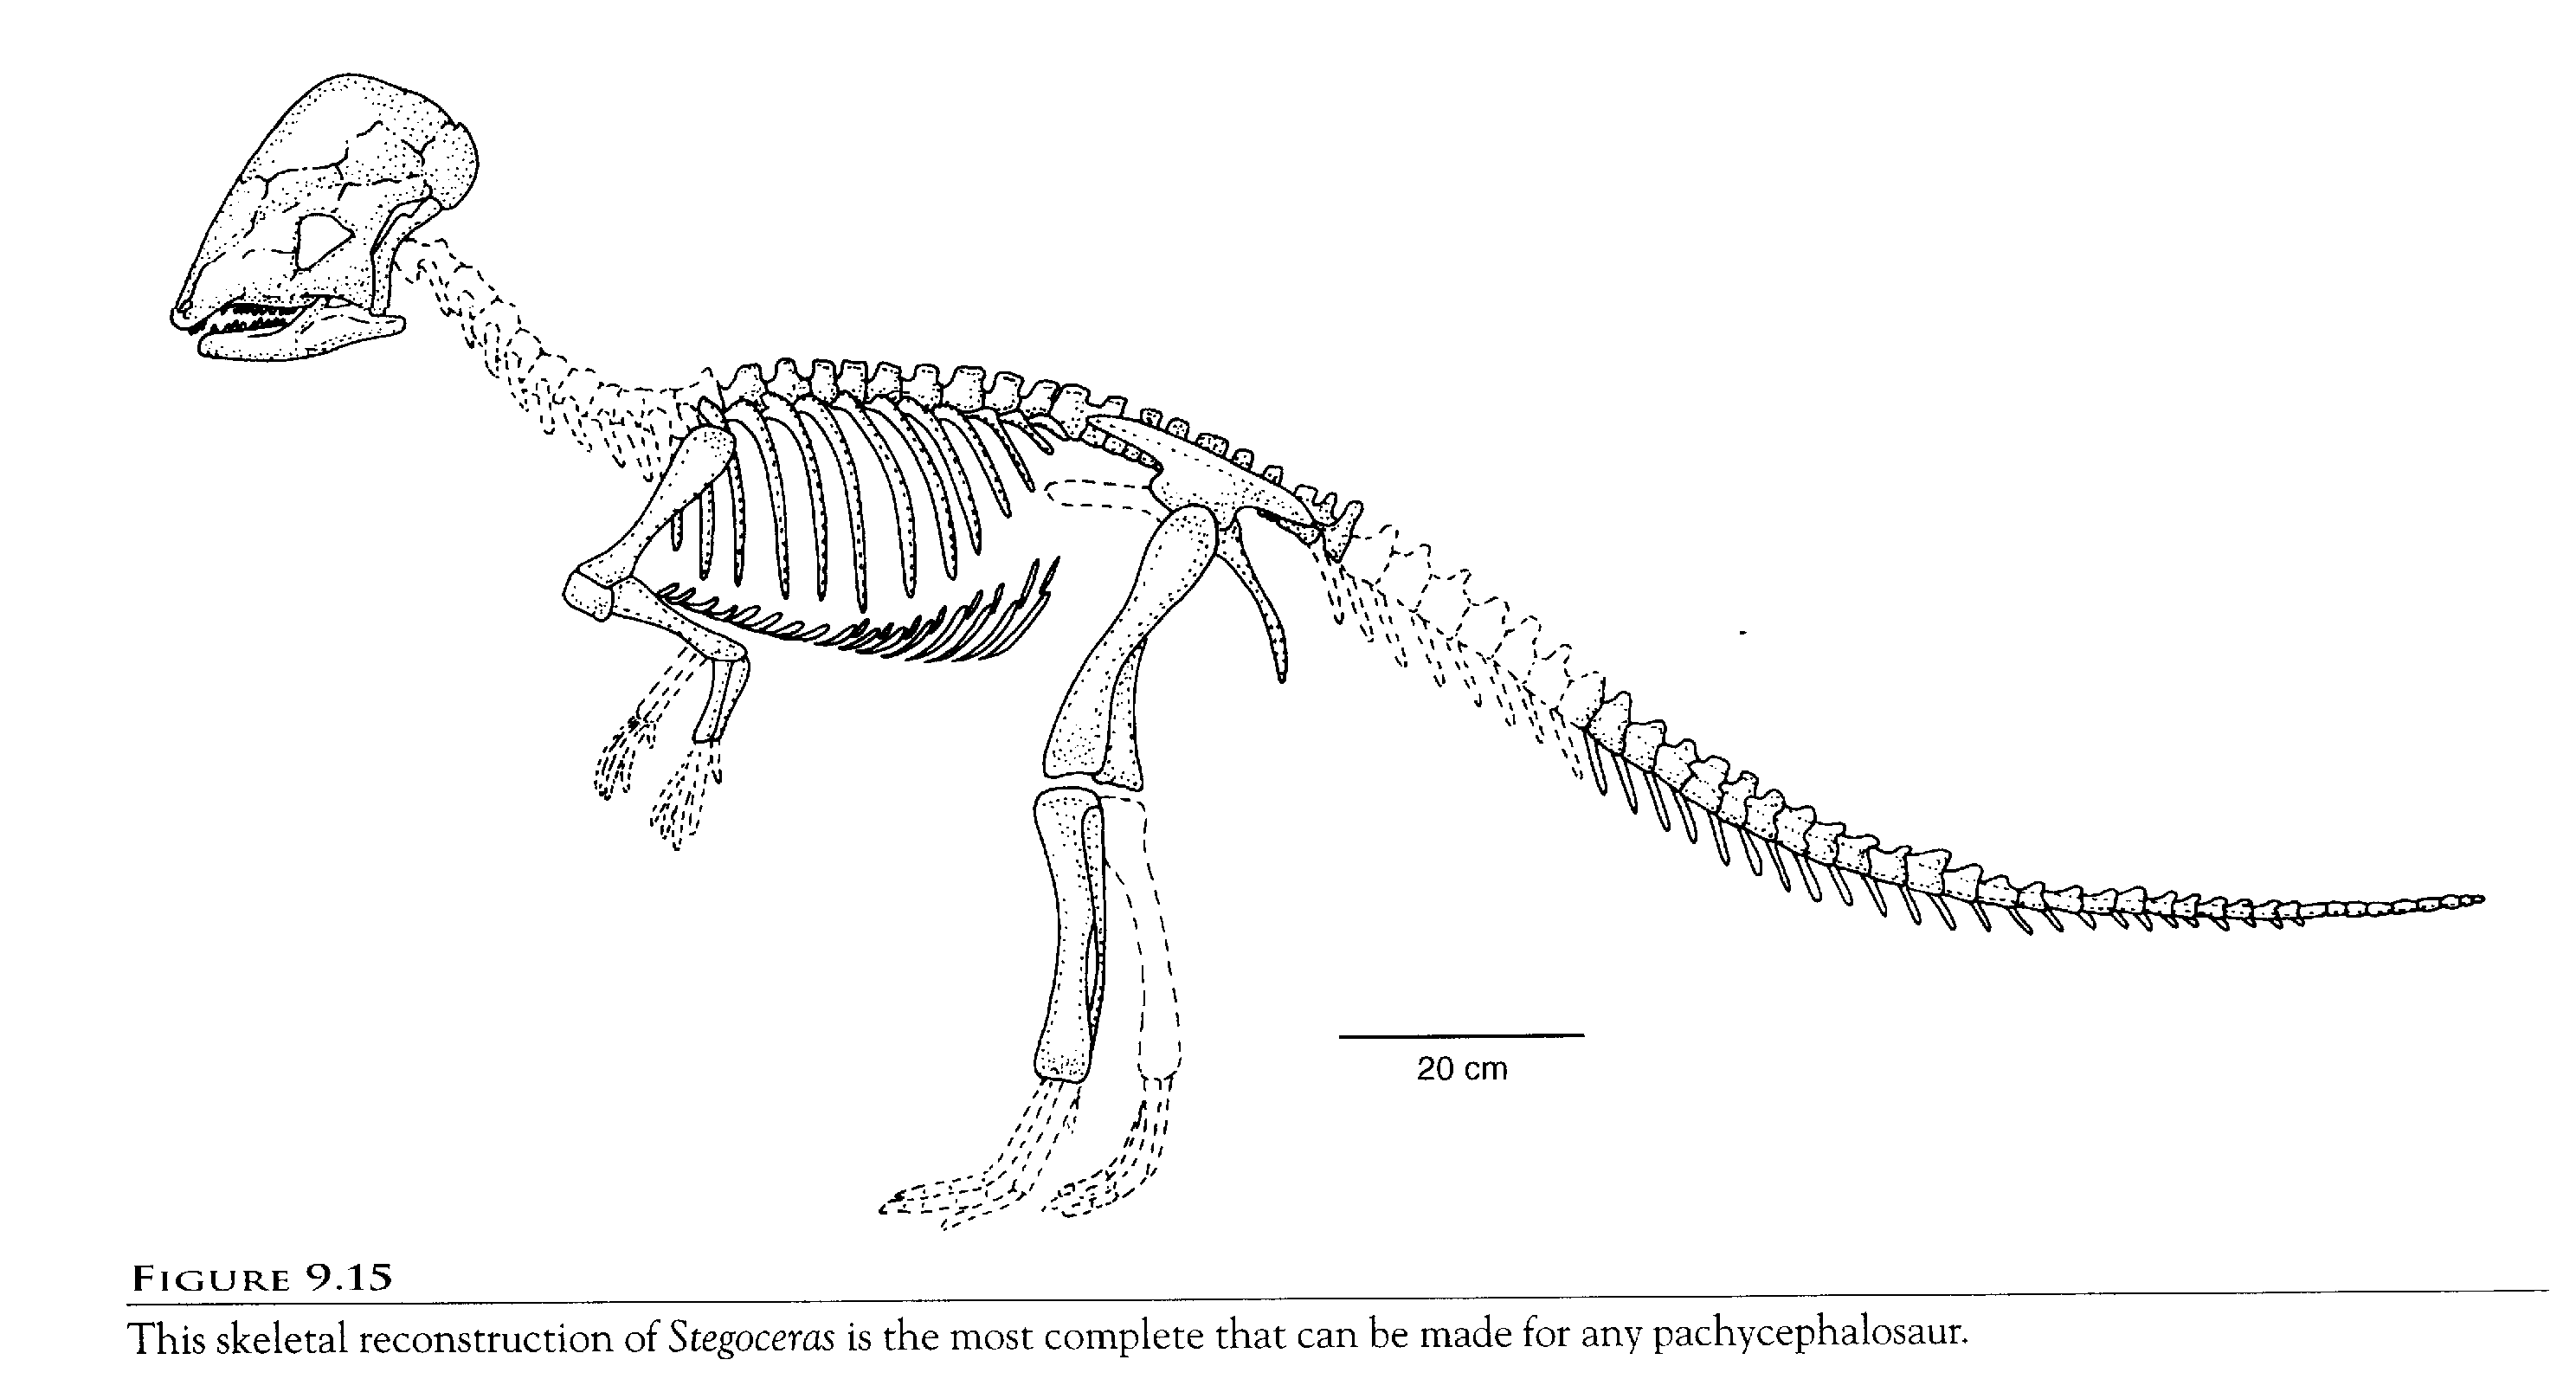 20 cm
FIGURE 9.15
This skeletal reconstruction of Stegoceras is the most complete that can be made for any pachycephalosaur.